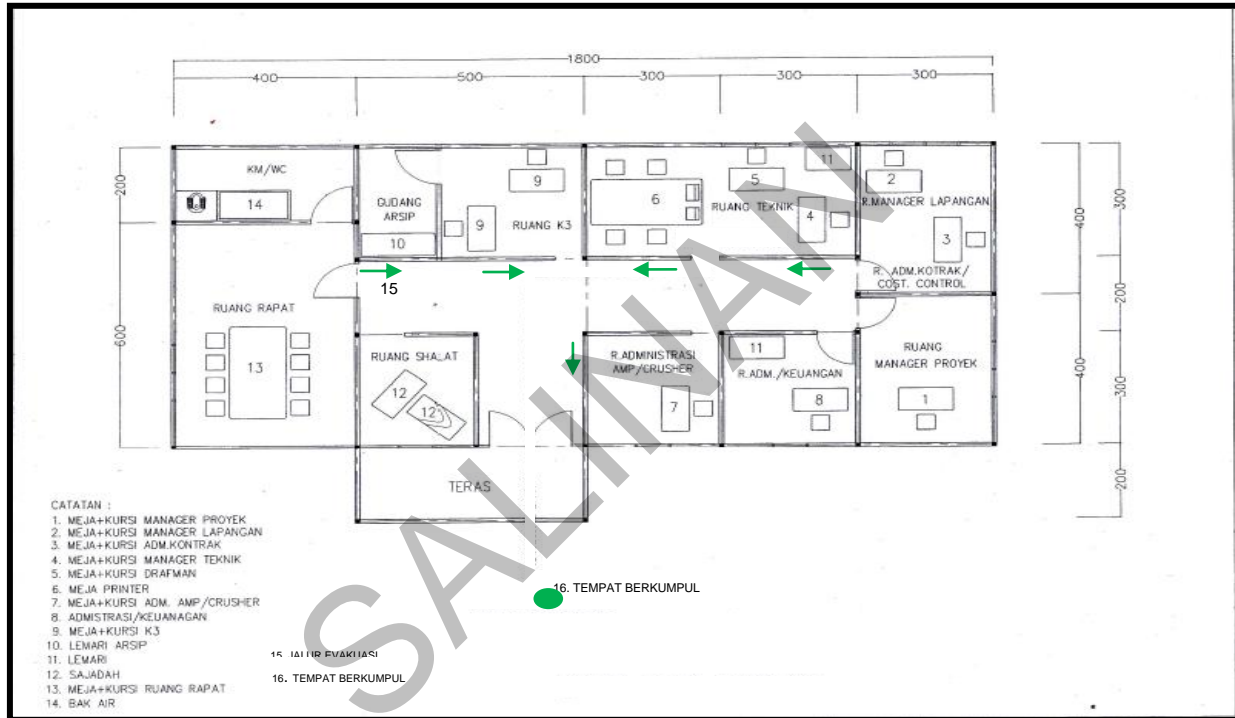 1800
400
500
300
300
300
200
600
KM/WC
14
GUDANG
ARSIP
10
9
9
RUANG K3
6
5
11
RUANG TEKNIK
4
2
R.MANAGER LAPANGAN
3
R. ADM.KOTRAK/
COST. CONTROL
400
200
400
300
200
300
200
15
RUANG RAPAT
13
RUANG SHALAT
12
12
R.ADMINISTRASI
AMP/CRUSHER
7
11
R.ADM./KEUANGAN
8
RUANG
MANAGER PROYEK
1
TERAS
SALINAN
16. TEMPAT BERKUMPUL
CATATAN :
1. MEJA+KURSI MANAGER PROYEK
2. MEJA+KURSI MANAGER LAPANGAN
3. MEJA+KURSI ADM.KONTRAK
4. MEJA+KURSI MANAGER TEKNIK
5. MEJA+KURSI DRAFMAN
6. MEJA PRINTER
7. MEJA+KURSI ADM. AMP/CRUSHER
8. ADMISTRASI/KEUANAGAN
9. MEJA+KURSI K3
10. LEMARI ARSIP
11. LEMARI
12. SAJADAH
13. MEJA+KURSI RUANG RAPAT
14. BAK AIR
15. JALUR EVAKUASI
16. TEMPAT BERKUMPUL